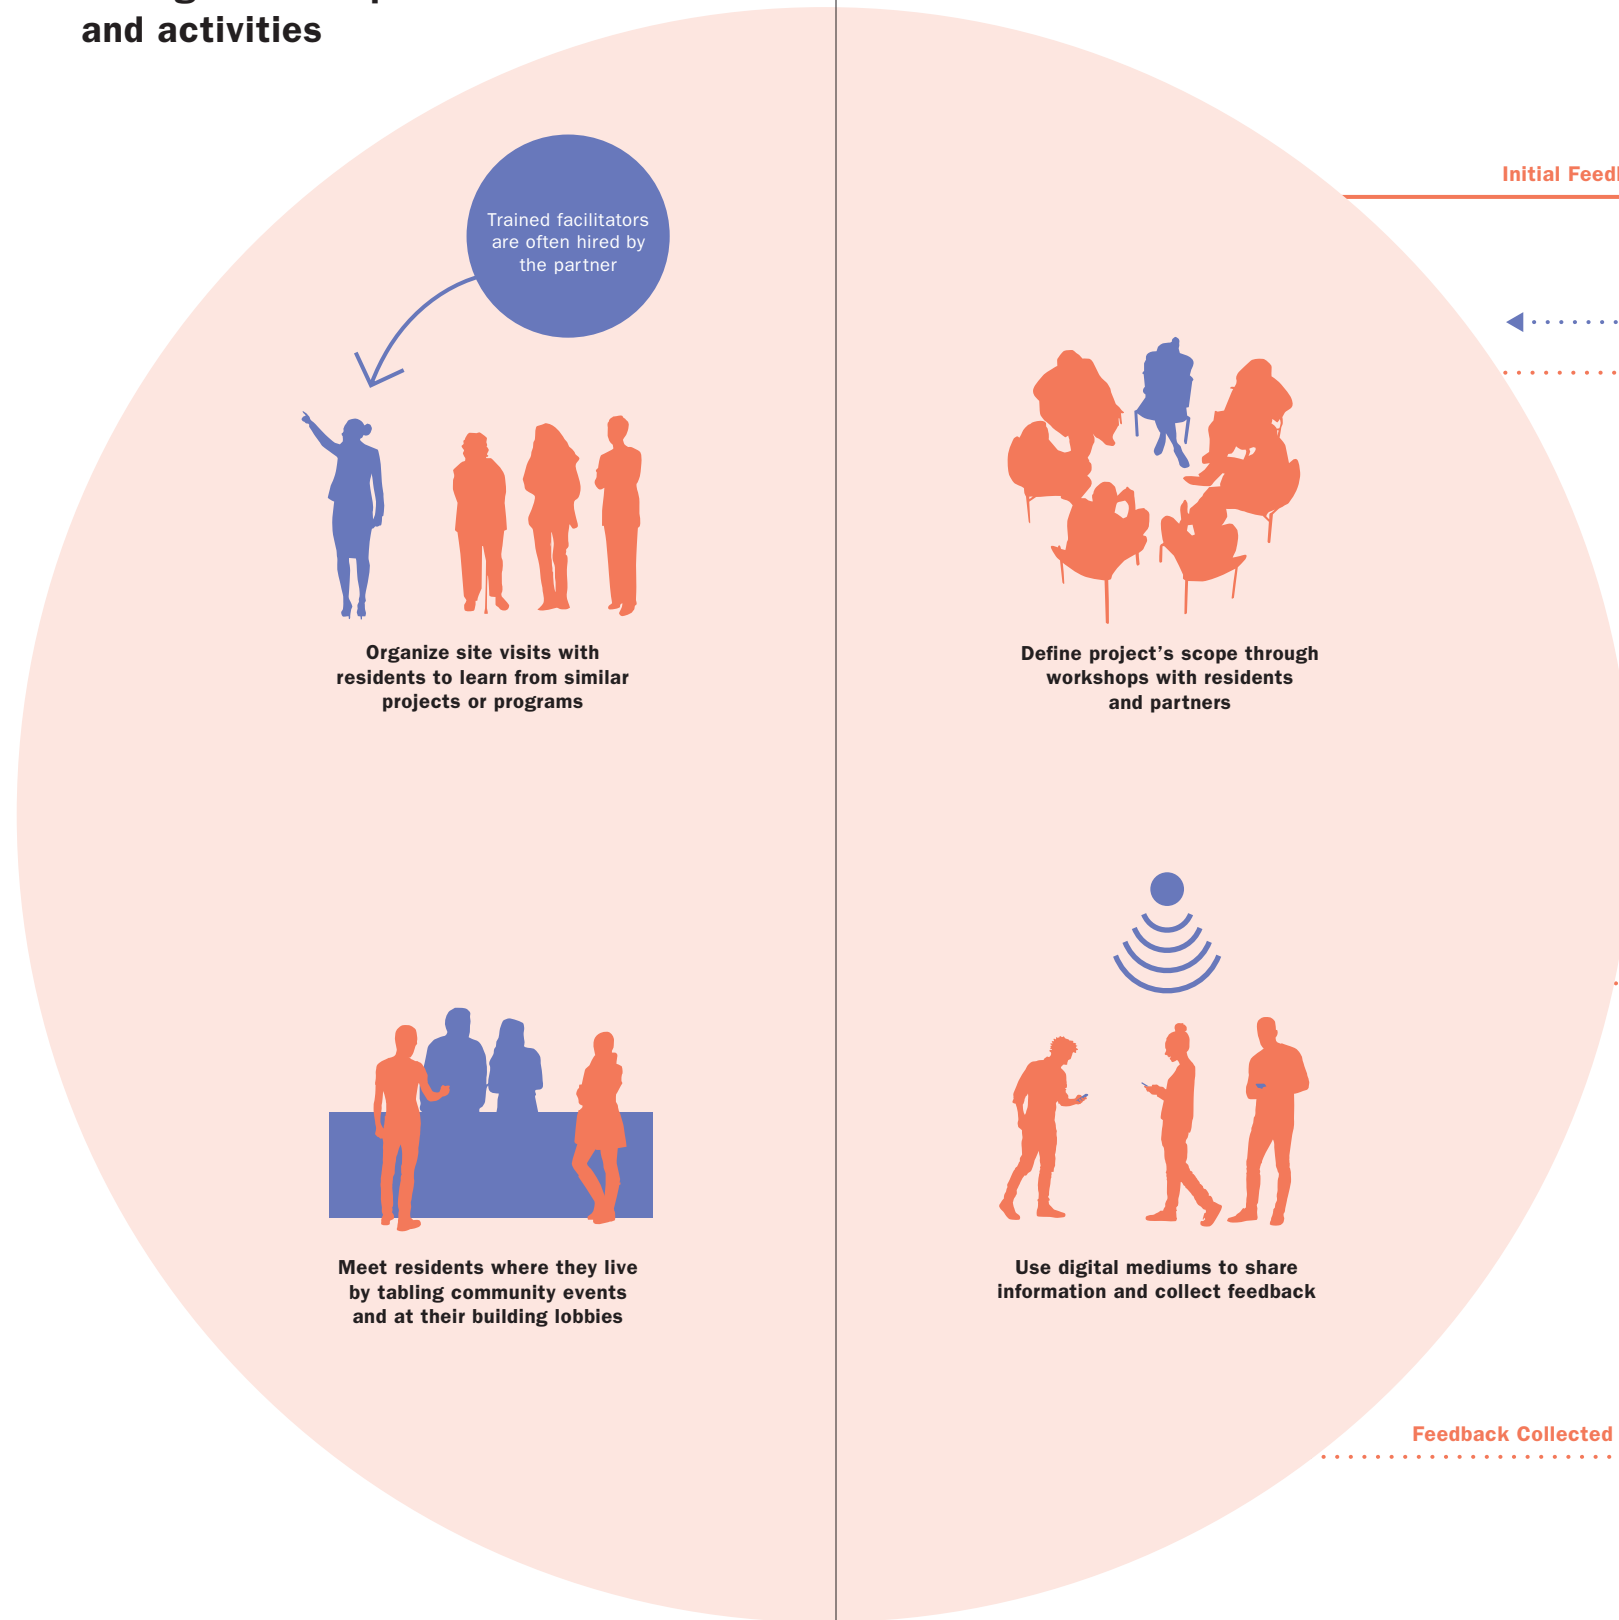 and activities
Trained facilitators
are often hired by
the partner
Initial
Organize site visits with
residents to learn from similar
projects or programs
Define project’s scope through
workshops with residents
and partners
Meet residents where they live
by tabling community events
and at their building lobbies
Use digital mediums to share
information and collect feedback
Feedback Collected